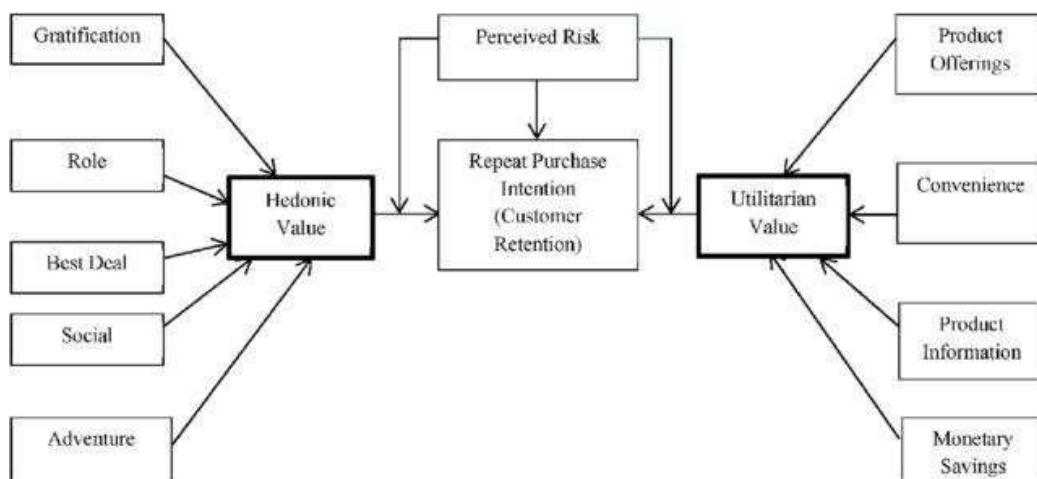 Gratification
Role
Best Deal
Social
Adventure
Hedonic
Value
Perceived Risk
Repeat Purchase
Intention
(Customer
Retention)
Utilitarian
Value
Product
Offerings
Convenience
Product
Information
Monetary
Savings